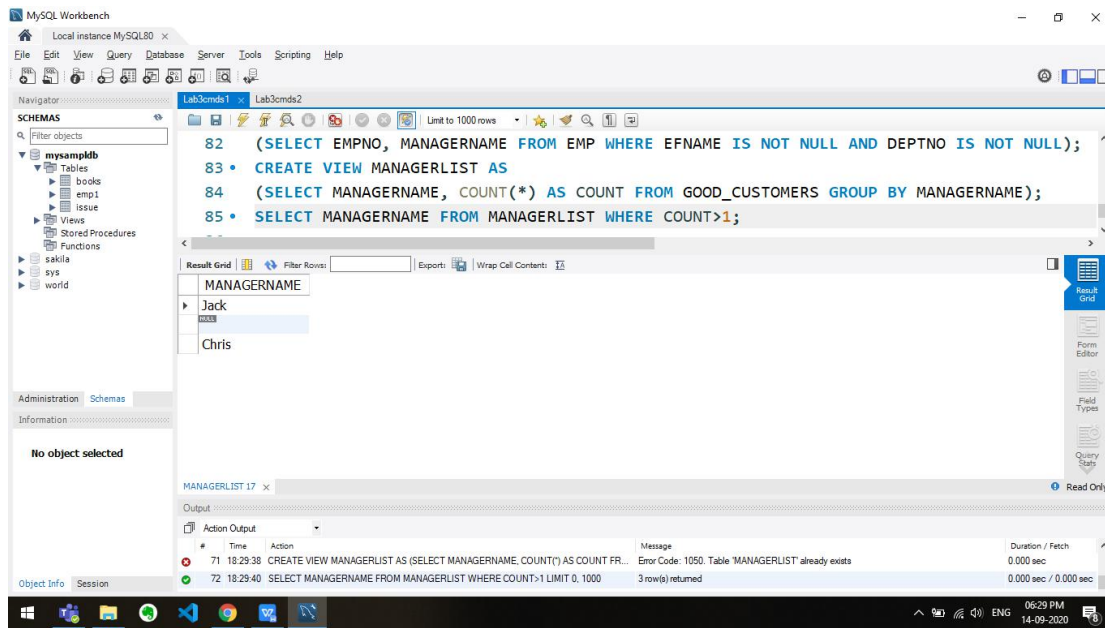 MySQL Workbench
Local instance MySQL80 ×
File Edit View Query Database Server Tools Scripting Help
Navigator
Lab3cmds1 × Lab3cmds2
SCHEMAS
Limit to 1000 rows
Filter objects
mysampldb
Tables
books
emp1
issue
Views
Stored Procedures
Functions
sakila
sys
world
82 (SELECT EMPNO, MANAGERNAME FROM EMP WHERE EFNAME IS NOT NULL AND DEPTNO IS NOT NULL);
83 • CREATE VIEW MANAGERLIST AS
84 (SELECT MANAGERNAME, COUNT(*) AS COUNT FROM GOOD_CUSTOMERS GROUP BY MANAGERNAME);
85 • SELECT MANAGERNAME FROM MANAGERLIST WHERE COUNT>1;
Result Grid Filter Rows: Export: Wrap Cell Content:
MANAGERNAME
Jack
NULL
Chris
Result
Grid
Form
Editor
Field
Types
Query
Stats
Administration Schemas
Information
No object selected
MANAGERLIST 17 ×
Read Only
Output
Action Output
# Time Action Message Duration / Fetch
71 18:29:38 CREATE VIEW MANAGERLIST AS (SELECT MANAGERNAME, COUNT(*) AS COUNT FR... Error Code: 1050. Table 'MANAGERLIST' already exists 0.000 sec
72 18:29:40 SELECT MANAGERNAME FROM MANAGERLIST WHERE COUNT>1 LIMIT 0, 1000 3 row(s) returned 0.000 sec / 0.000 sec
Object Info Session
ENG
06:29 PM
14-09-2020
8